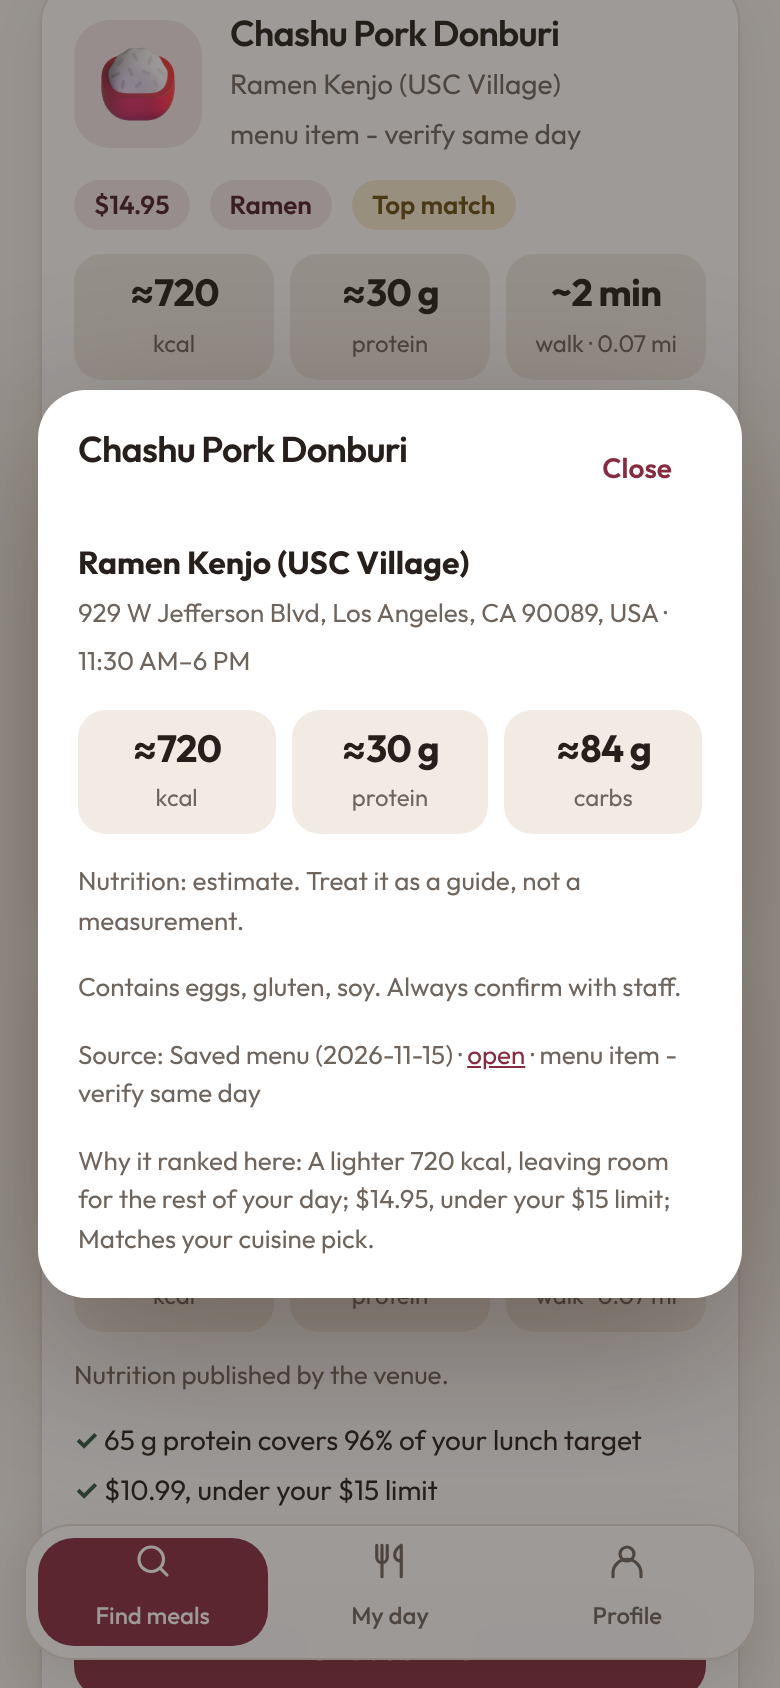 Chashu Pork Donburi
Ramen Kenjo (USC Village)
menu item - verify same day
$14.95
Ramen
Top match
≈720
kcal
≈30 g
protein
~2 min
walk · 0.07 mi
Chashu Pork Donburi
Close
Ramen Kenjo (USC Village)
929 W Jefferson Blvd, Los Angeles, CA 90089, USA ·
11:30 AM–6 PM
≈720
kcal
≈30 g
protein
≈84 g
carbs
Nutrition: estimate. Treat it as a guide, not a
measurement.
Contains eggs, gluten, soy. Always confirm with staff.
Source: Saved menu (2026-11-15) · open · menu item -
verify same day
Why it ranked here: A lighter 720 kcal, leaving room
for the rest of your day; $14.95, under your $15 limit;
Matches your cuisine pick.
kcal
protein
walk · 0.07 mi
Nutrition published by the venue.
✓ 65 g protein covers 96% of your lunch target
✓ $10.99, under your $15 limit
Find meals
My day
Profile